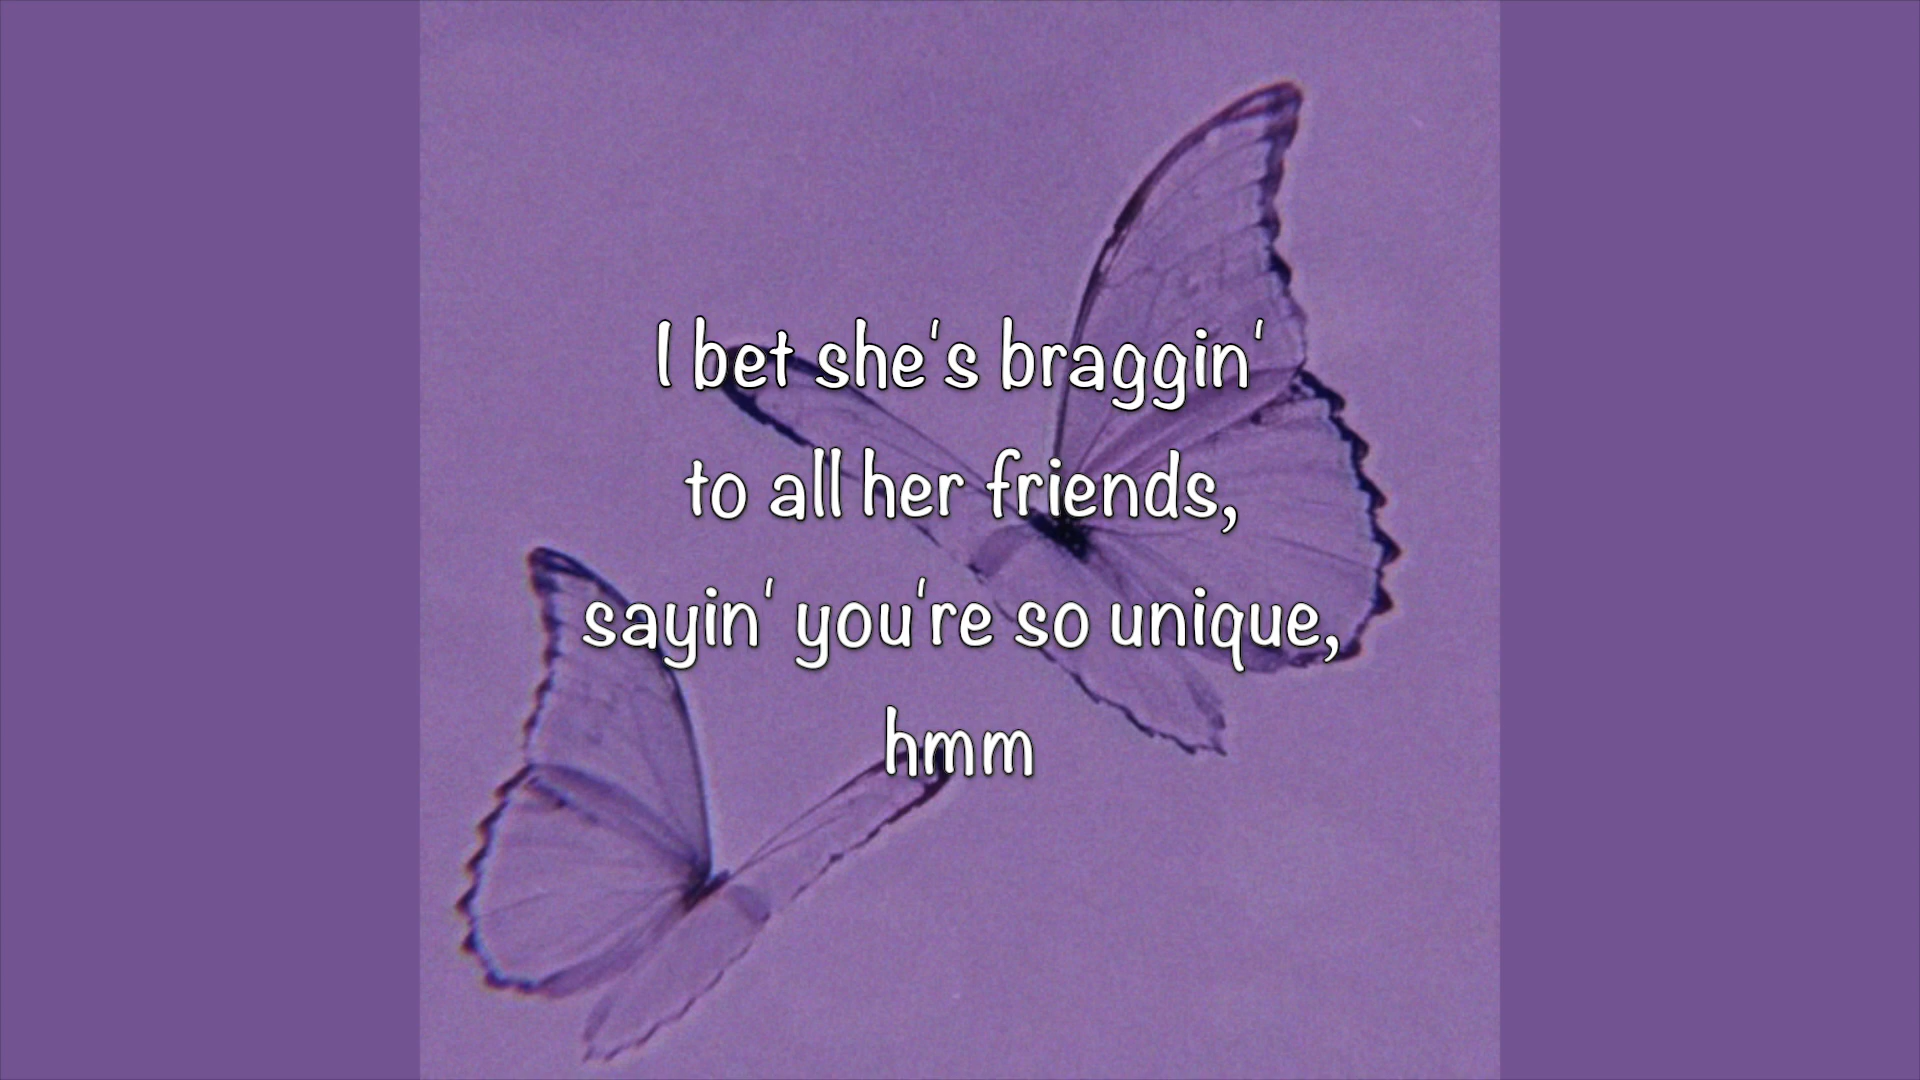 I bet she's braggin'
to all her friends,
sayin' you're so unique,
hmm